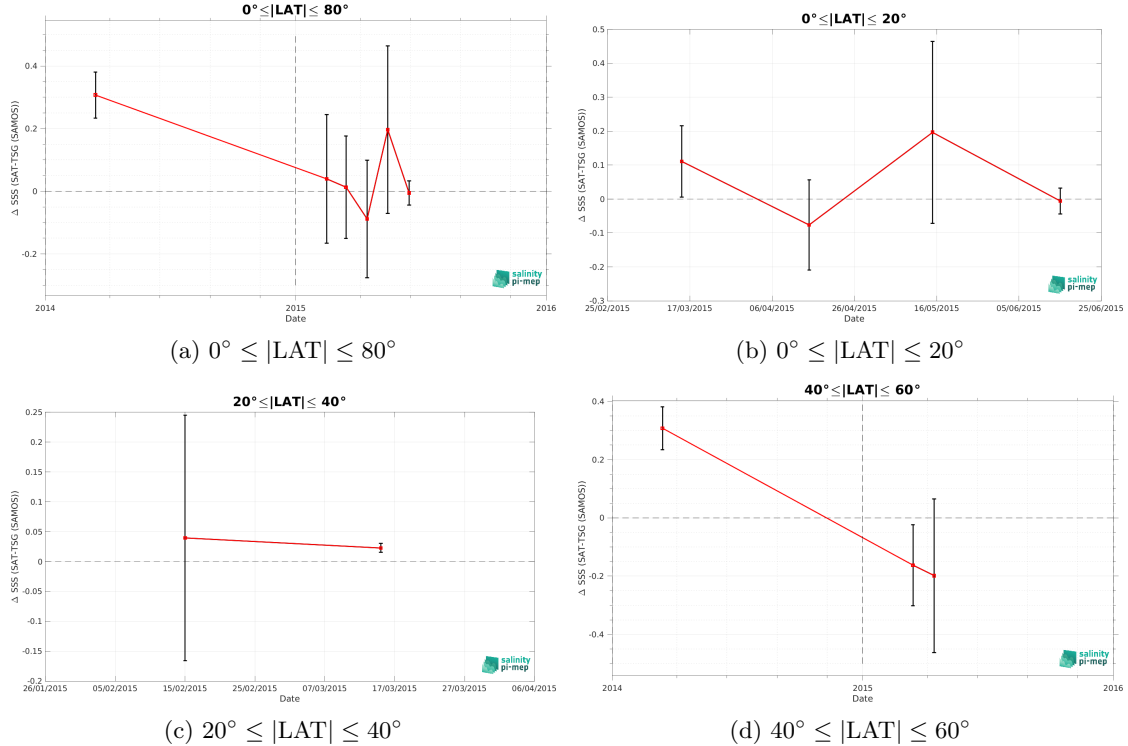 0°≤|LAT|≤ 80°
Δ SSS (SAT-TSG (SAMOS))
0.4
0.2
0
-0.2
2014
2015
2016
Date
salinity
pi-mep
(a) 0° ≤ |LAT| ≤ 80°
0°≤|LAT|≤ 20°
Δ SSS (SAT-TSG (SAMOS))
0.5
0.4
0.3
0.2
0.1
0
-0.1
-0.2
-0.3
25/02/2015
17/03/2015
06/04/2015
26/04/2015
16/05/2015
05/06/2015
25/06/2015
Date
salinity
pi-mep
(b) 0° ≤ |LAT| ≤ 20°
20°≤|LAT|≤ 40°
Δ SSS (SAT-TSG (SAMOS))
0.25
0.2
0.15
0.1
0.05
0
-0.05
-0.1
-0.15
-0.2
26/01/2015
05/02/2015
15/02/2015
25/02/2015
07/03/2015
17/03/2015
27/03/2015
06/04/2015
Date
salinity
pi-mep
(c) 20° ≤ |LAT| ≤ 40°
40°≤|LAT|≤ 60°
Δ SSS (SAT-TSG (SAMOS))
0.4
0.2
0
-0.2
-0.4
2014
2015
2016
Date
salinity
pi-mep
(d) 40° ≤ |LAT| ≤ 60°